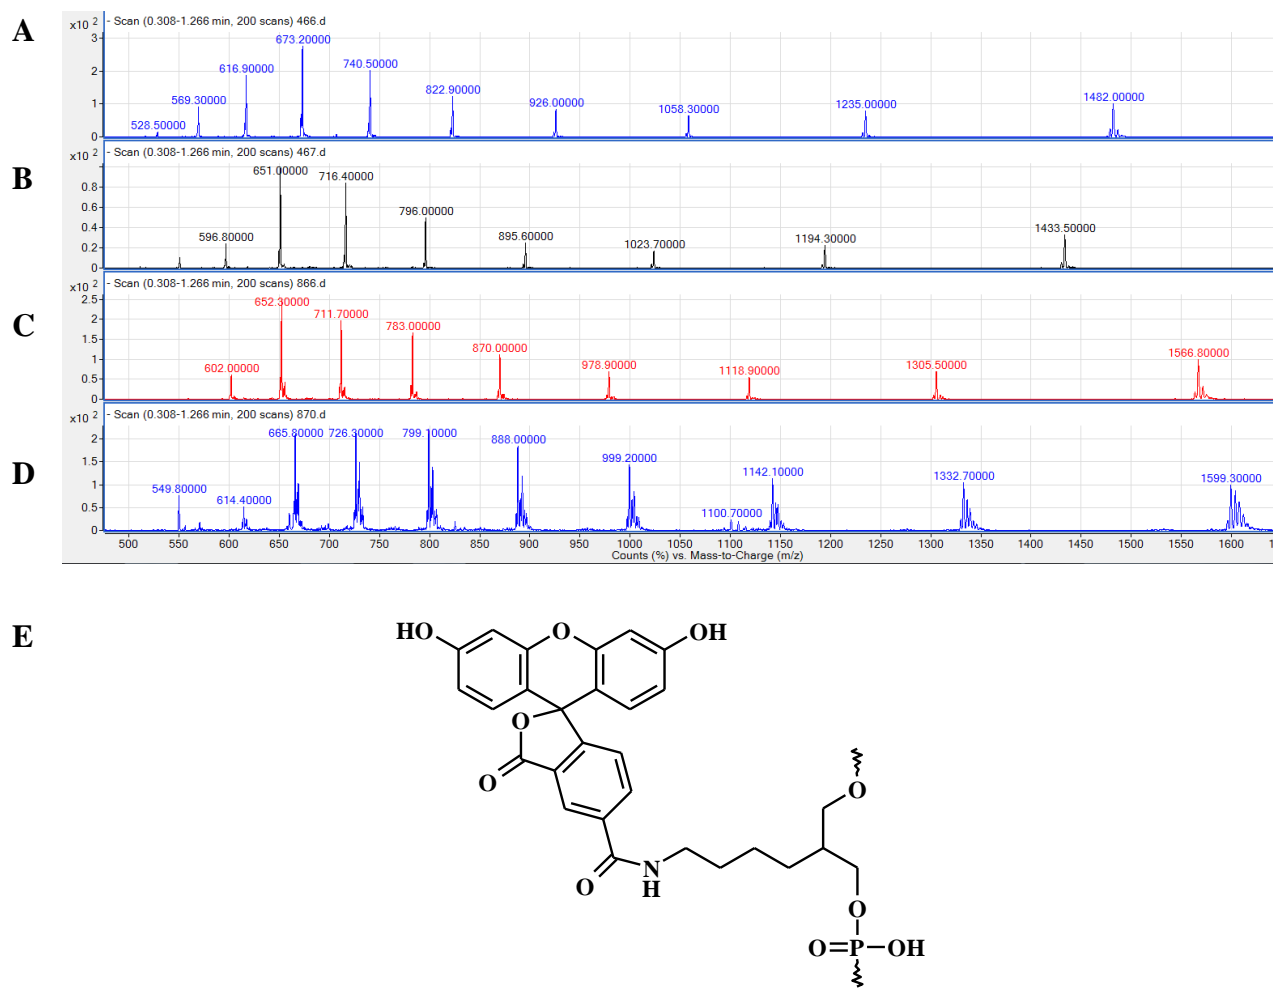 A
x10 2 - Scan (0.308-1.266 min, 200 scans) 466.d
3
2
1
0
528.50000 569.30000 616.90000 673.20000 740.50000 822.90000 926.00000 1058.30000 1235.00000 1482.00000
B
x10 2 - Scan (0.308-1.266 min, 200 scans) 467.d
0.8
0.6
0.4
0.2
0
596.80000 651.00000 716.40000 796.00000 895.60000 1023.70000 1194.30000 1433.50000
C
x10 2 - Scan (0.308-1.266 min, 200 scans) 866.d
2.5
2
1.5
1
0.5
0
602.00000 652.30000 711.70000 783.00000 870.00000 978.90000 1118.90000 1305.50000 1566.80000
D
x10 2 - Scan (0.308-1.266 min, 200 scans) 870.d
2
1.5
1
0.5
0
549.80000 614.40000 665.80000 726.30000 799.10000 888.00000 999.20000 1100.70000 1142.10000 1332.70000 1599.30000
500 550 600 650 700 750 800 850 900 950 1000 1050 1100 1150 1200 1250 1300 1350 1400 1450 1500 1550 1600
Counts (%) vs. Mass-to-Charge (m/z)
E
HO O OH
O
O
O
O N
H
O
O=P-OH